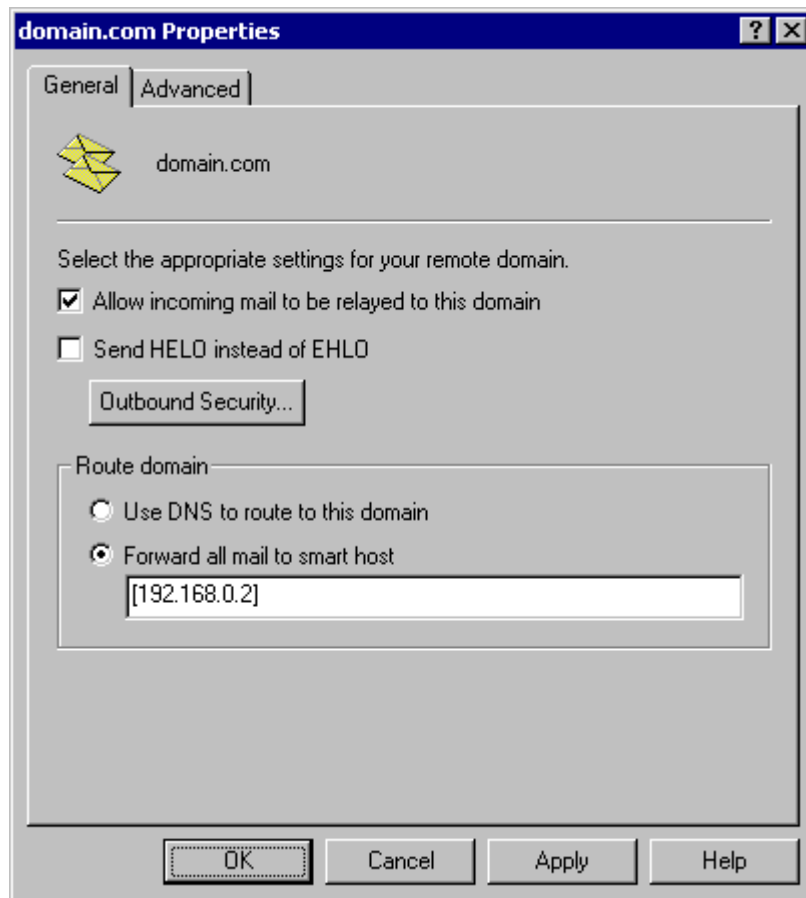 domain.com Properties
General Advanced
domain.com
Select the appropriate settings for your remote domain.
Allow incoming mail to be relayed to this domain
Send HELO instead of EHLO
Outbound Security...
Route domain
Use DNS to route to this domain
Forward all mail to smart host
[192.168.0.2]
OK Cancel Apply Help